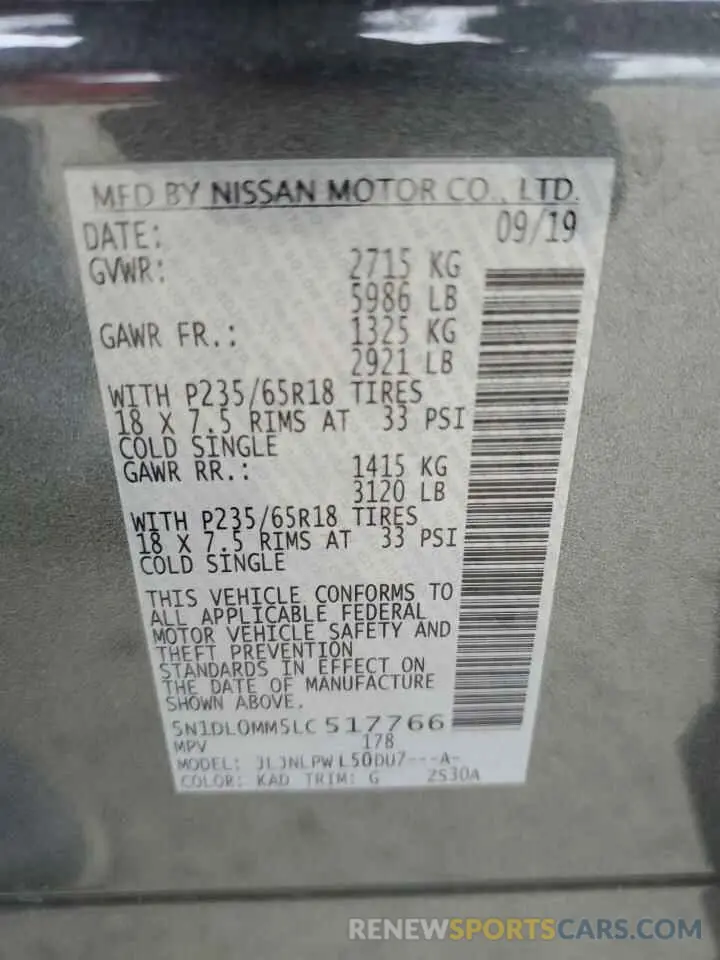 MFD BY NISSAN MOTOR CO., LTD.
DATE: 09/19
GVWR: 2715 KG
5986 LB
GAWR FR.: 1325 KG
2921 LB
WITH P235/65R18 TIRES
18 X 7.5 RIMS AT 33 PSI
COLD SINGLE
GAWR RR.: 1415 KG
3120 LB
WITH P235/65R18 TIRES
18 X 7.5 RIMS AT 33 PSI
COLD SINGLE
THIS VEHICLE CONFORMS TO
ALL APPLICABLE FEDERAL
MOTOR VEHICLE SAFETY AND
THEFT PREVENTION
STANDARDS IN EFFECT ON
THE DATE OF MANUFACTURE
SHOWN ABOVE.
5N1DL0MM5LC517766
MPV 178
MODEL: JLJNLPWL50DU7---A-
COLOR: KAD TRIM: G 2S30A
RENEWSPORTSCARS.COM